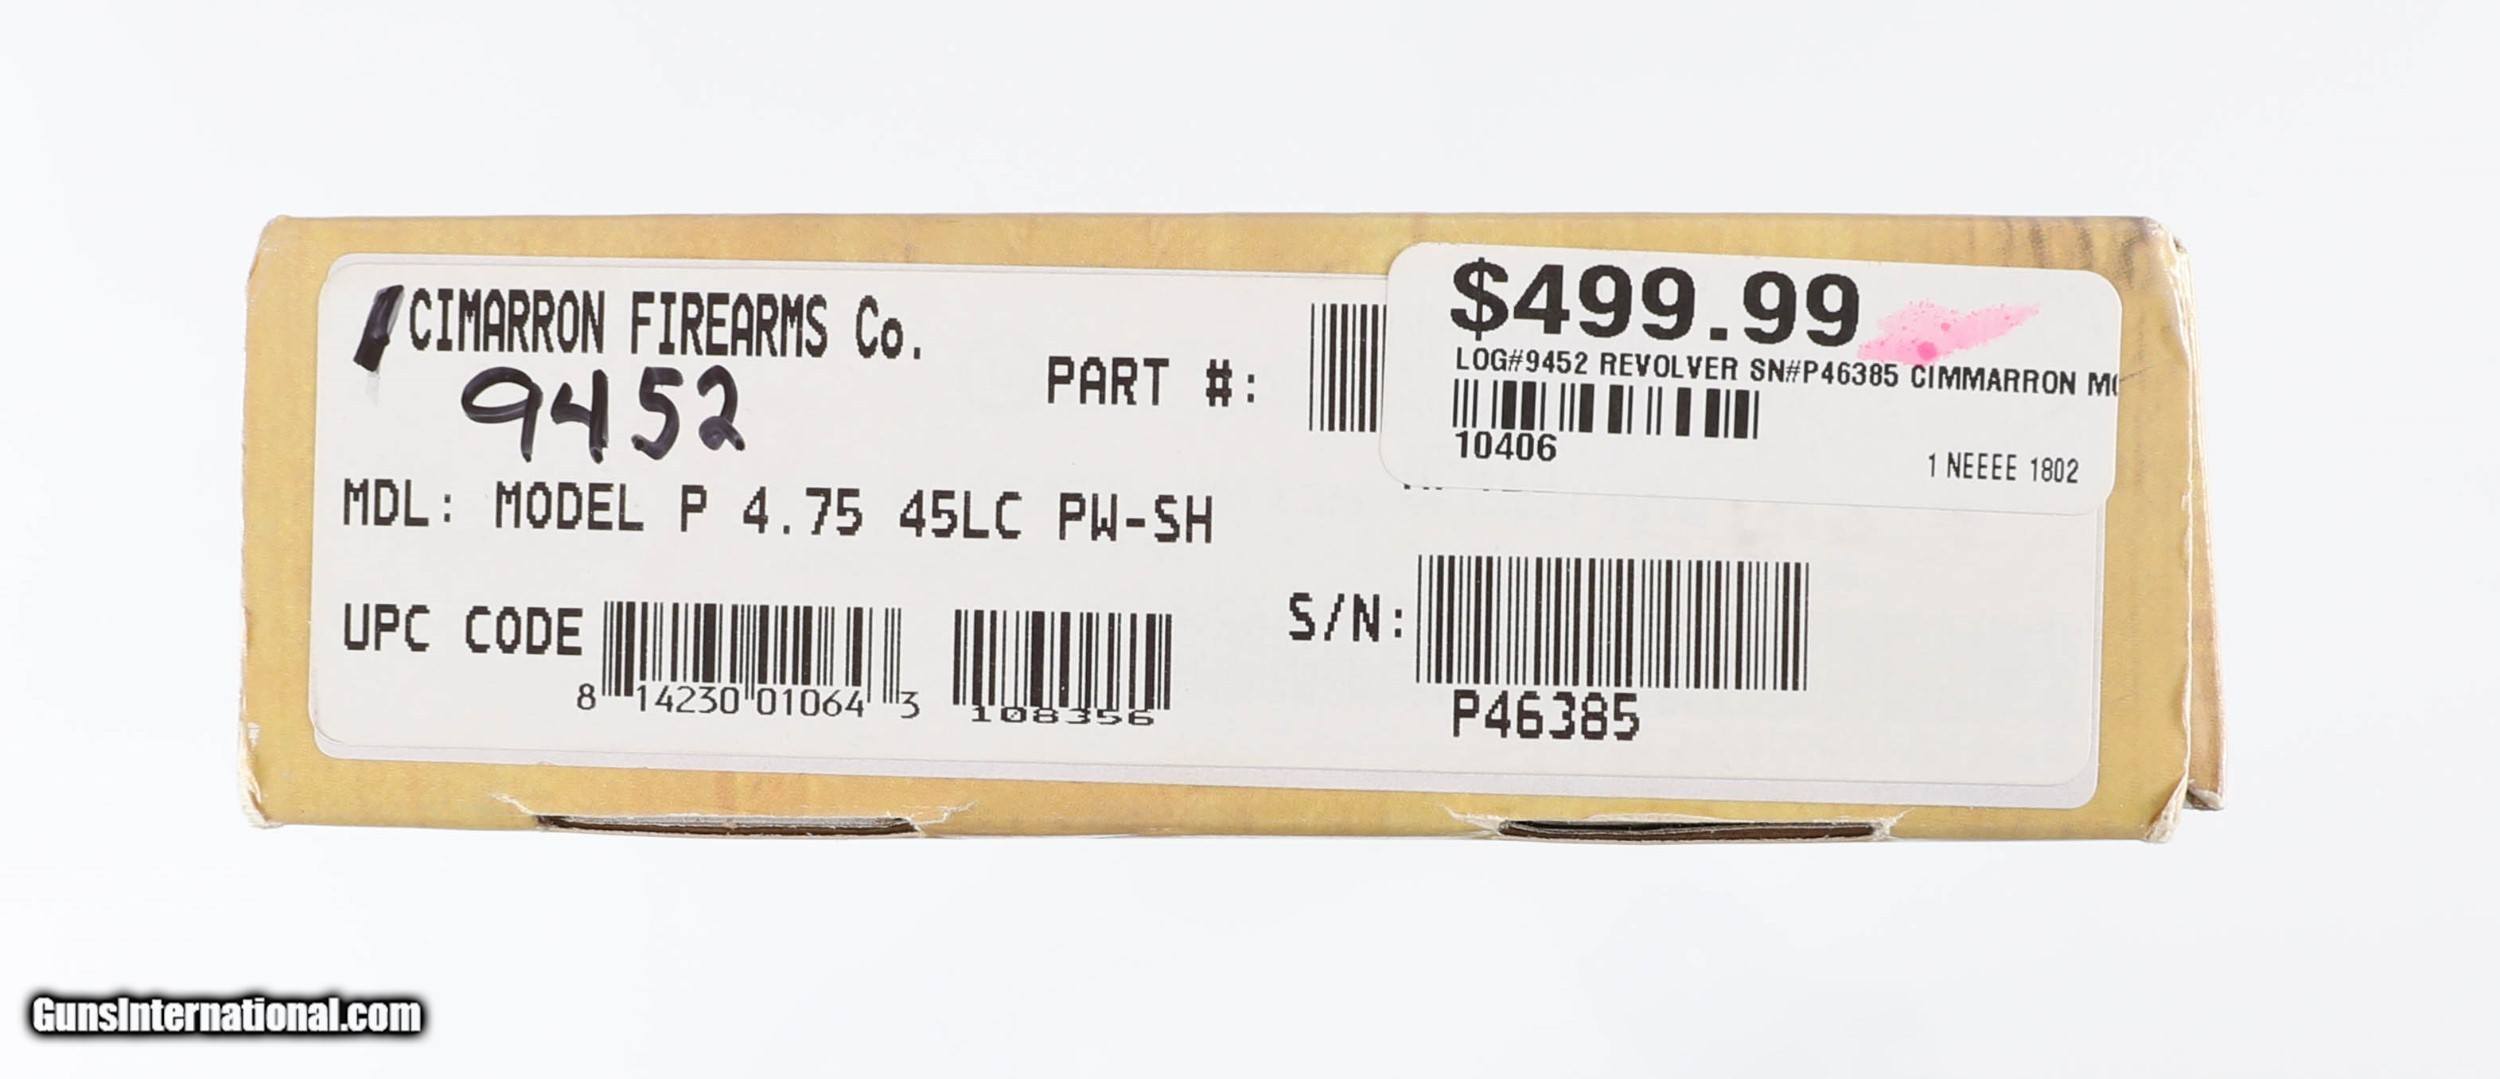 CIMARRON FIREARMS Co.
9452
PART #:
MDL: MODEL P 4.75 45LC PW-SH
UPC CODE
8 14230 01064 3
108356
$499.99
LOG#9452 REVOLVER SN#P46385 CIMMARRON
10406
1 NEEEE 1802
S/N:
P46385
GunsInternational.com